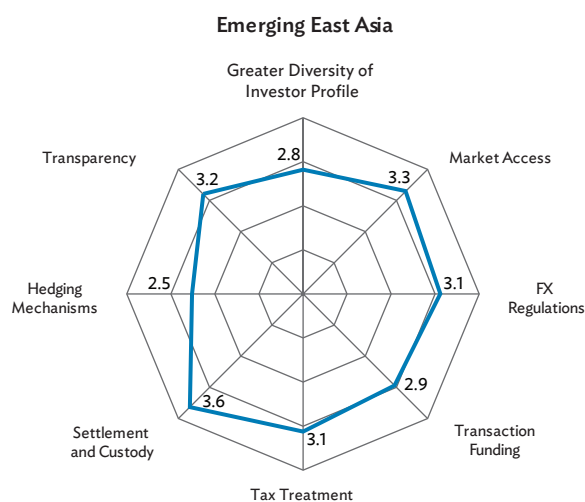 Emerging East Asia
Greater Diversity of
Investor Profile
2.8
Transparency
3.2
3.3
Market Access
Hedging
Mechanisms
2.5
3.1
FX
Regulations
2.9
3.6
Settlement
and Custody
3.1
Transaction
Funding
Tax Treatment